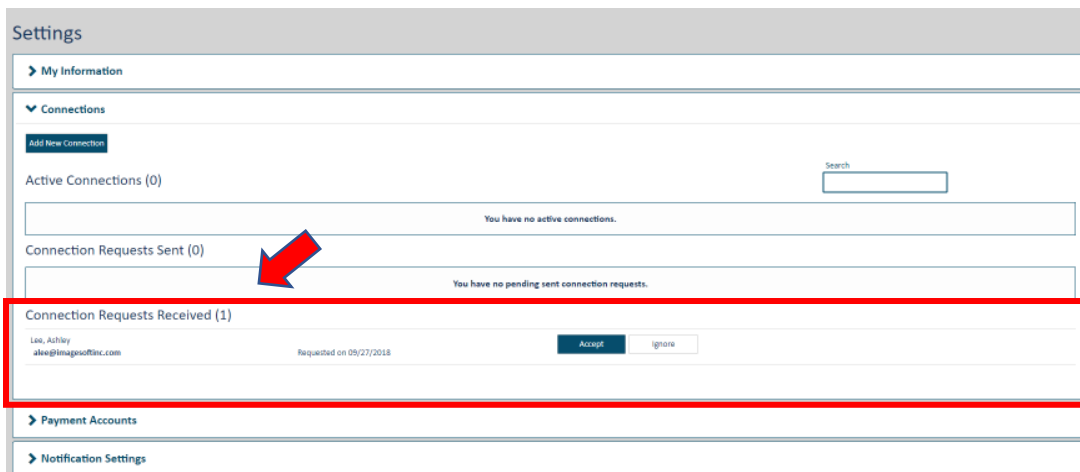 Settings
My Information
Connections
Add New Connection
Search
Active Connections (0)
You have no active connections.
Connection Requests Sent (0)
You have no pending sent connection requests.
Connection Requests Received (1)
Lee, Ashley
alee@imagesoftinc.com
Requested on 09/27/2018
Accept
Ignore
Payment Accounts
Notification Settings